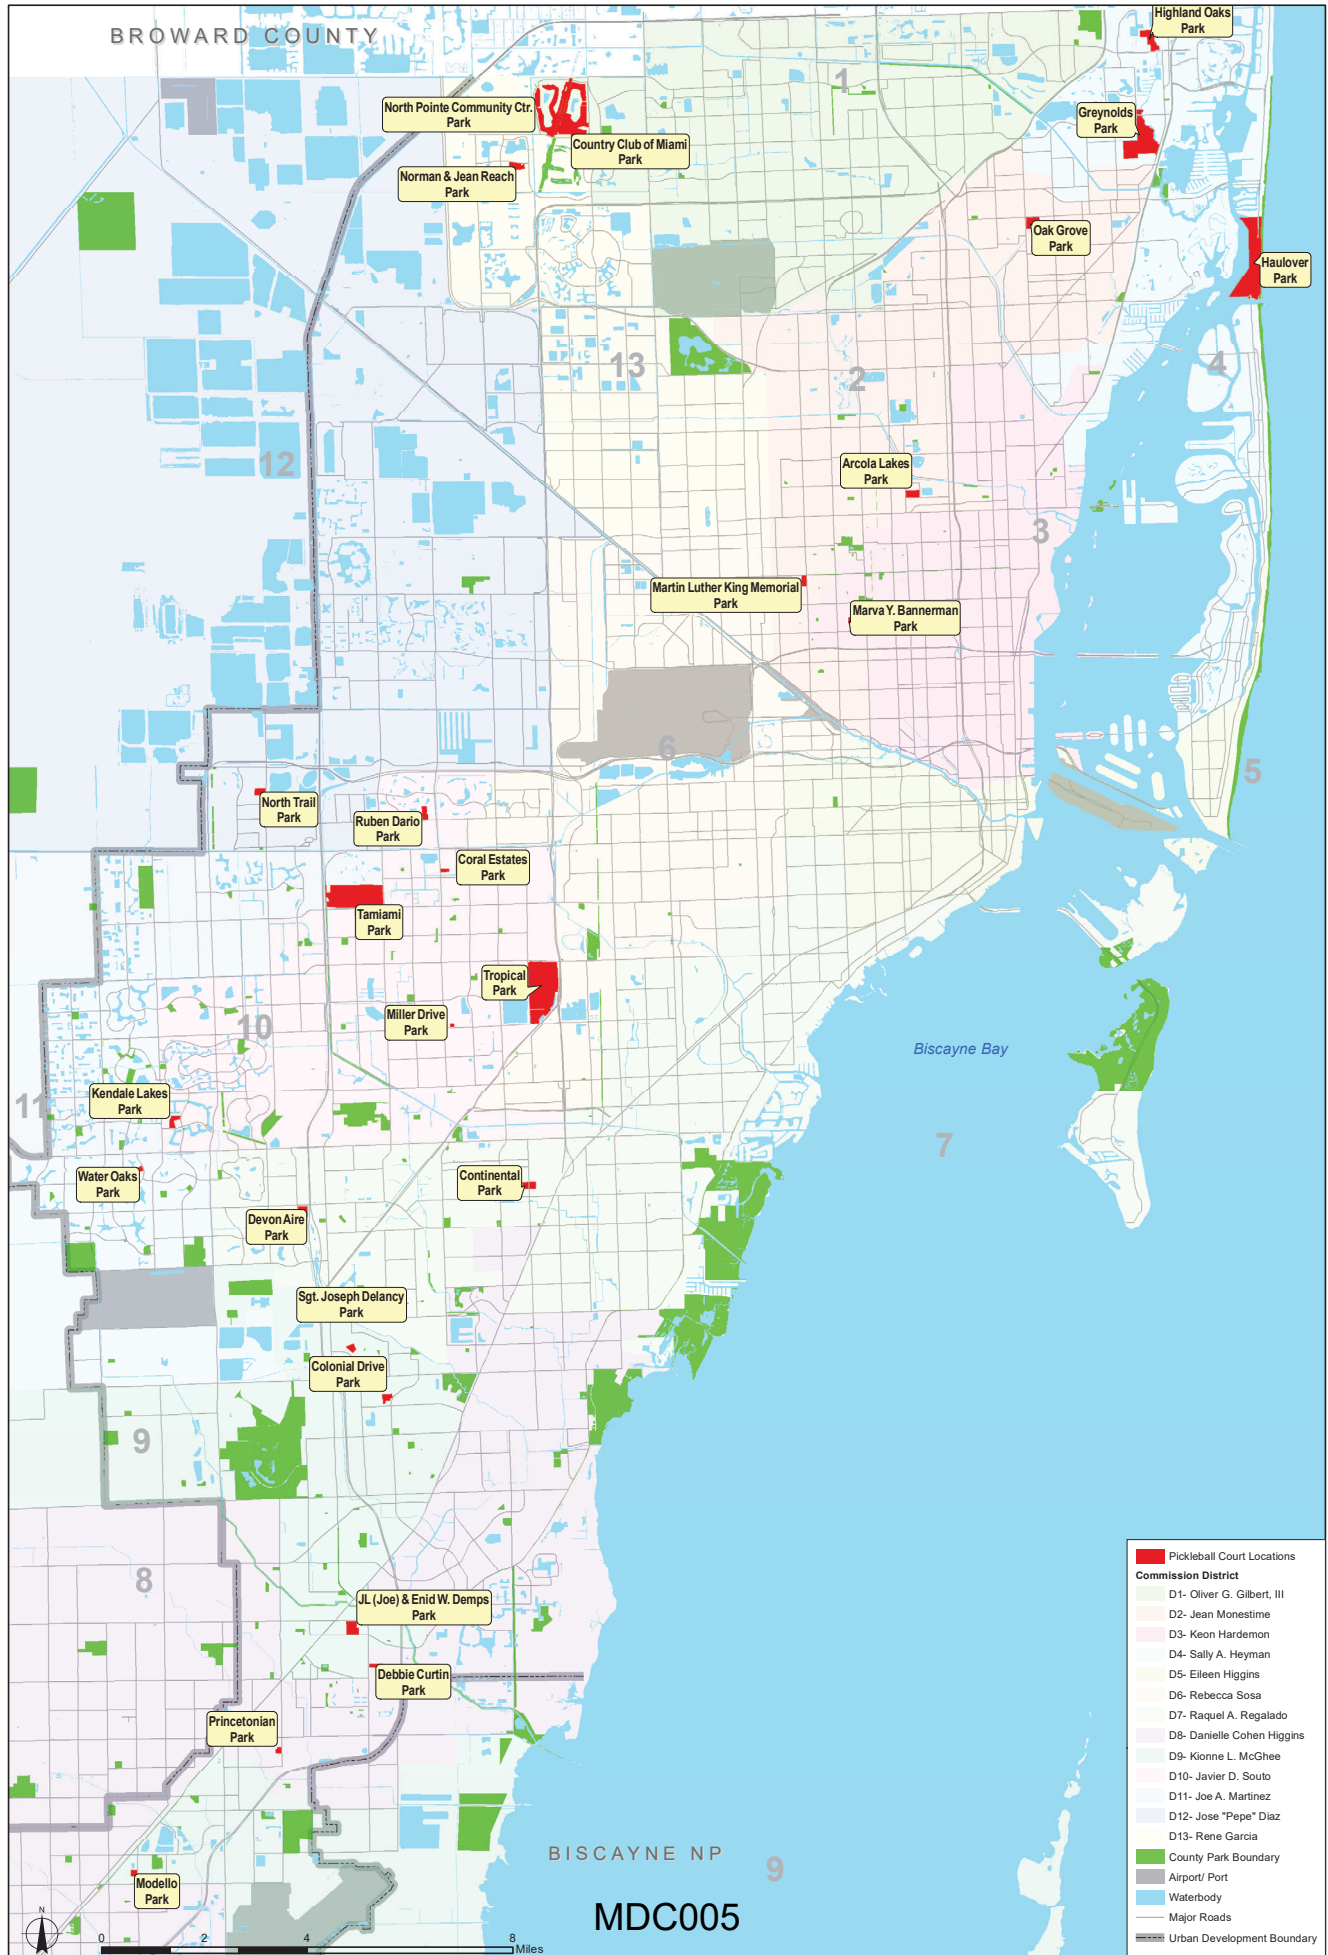 BROWARD COUNTY
Highland Oaks
Park
1
North Pointe Community Ctr.
Park
Greynolds
Park
Country Club of Miami
Park
Norman & Jean Reach
Park
Oak Grove
Park
Haulover
Park
13
2
4
12
Arcola Lakes
Park
3
Martin Luther King Memorial
Park
Marva Y. Bannerman
Park
6
5
North Trail
Park
Ruben Dario
Park
Coral Estates
Park
Tamiami
Park
Tropical
Park
Miller Drive
Park
10
Biscayne Bay
11
Kendale Lakes
Park
7
Water Oaks
Park
Continental
Park
Devon Aire
Park
Sgt. Joseph Delancy
Park
Colonial Drive
Park
9
8
JL (Joe) & Enid W. Demps
Park
Debbie Curtin
Park
Princetonian
Park
BISCAYNE NP
9
Modello
Park
MDC005
N
0 2 4 8
Miles
Pickleball Court Locations
Commission District
D1- Oliver G. Gilbert, III
D2- Jean Monestime
D3- Keon Hardemon
D4- Sally A. Heyman
D5- Eileen Higgins
D6- Rebecca Sosa
D7- Raquel A. Regalado
D8- Danielle Cohen Higgins
D9- Kionne L. McGhee
D10- Javier D. Souto
D11- Joe A. Martinez
D12- Jose "Pepe" Diaz
D13- Rene Garcia
County Park Boundary
Airport/ Port
Waterbody
Major Roads
Urban Development Boundary